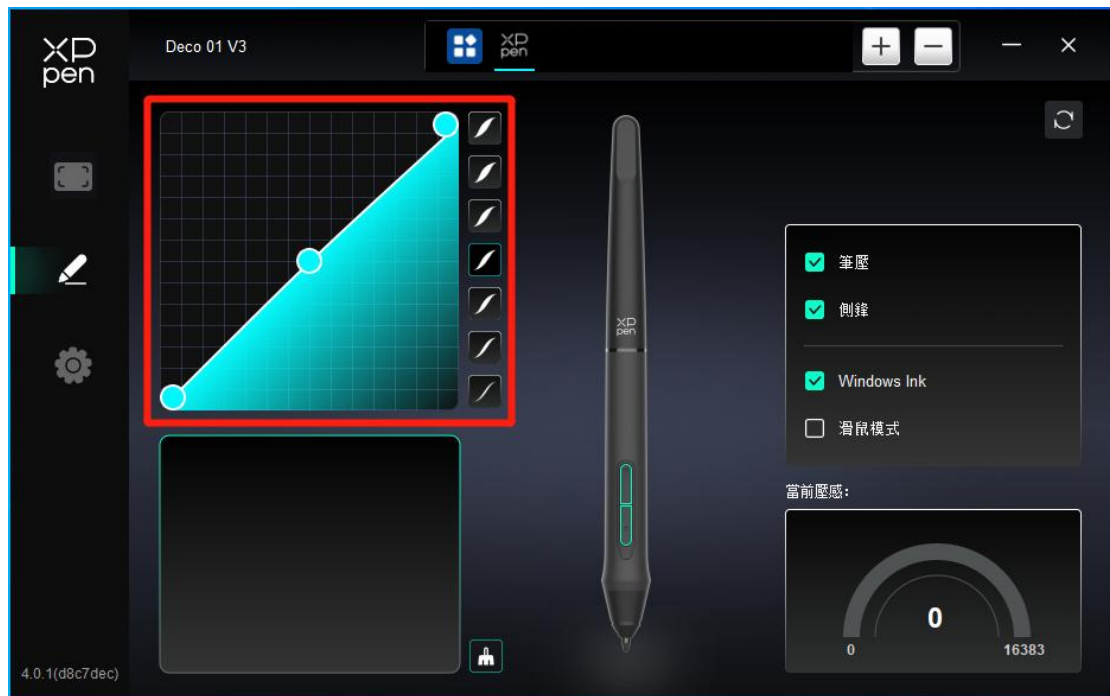 XP
pen
Deco 01 V3
XP
pen
筆壓
側鋒
Windows Ink
滑鼠模式
XP
pen
當前壓感:
0
0
16383
4.0.1(d8c7dec)